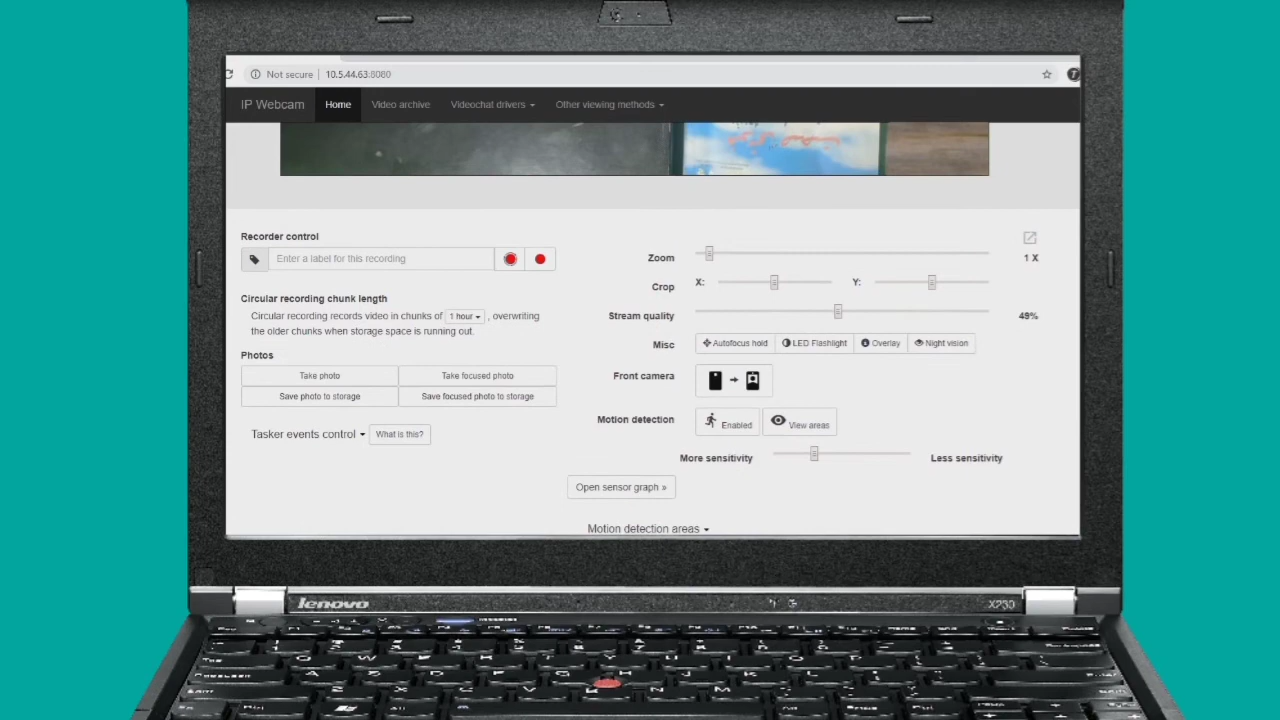 Not secure | 10.5.44.63:8080
IP Webcam Home Video archive Videochat drivers Other viewing methods
Recorder control
Enter a label for this recording
Zoom 1 X
Crop X: Y:
Circular recording chunk length
Circular recording records video in chunks of 1 hour , overwriting
the older chunks when storage space is running out.
Stream quality 49%
Misc Autofocus hold LED Flashlight Overlay Night vision
Photos
Take photo Take focused photo
Save photo to storage Save focused photo to storage
Front camera
Motion detection Enabled View areas
Tasker events control What is this?
More sensitivity Less sensitivity
Open sensor graph »
Motion detection areas
lenovo X230